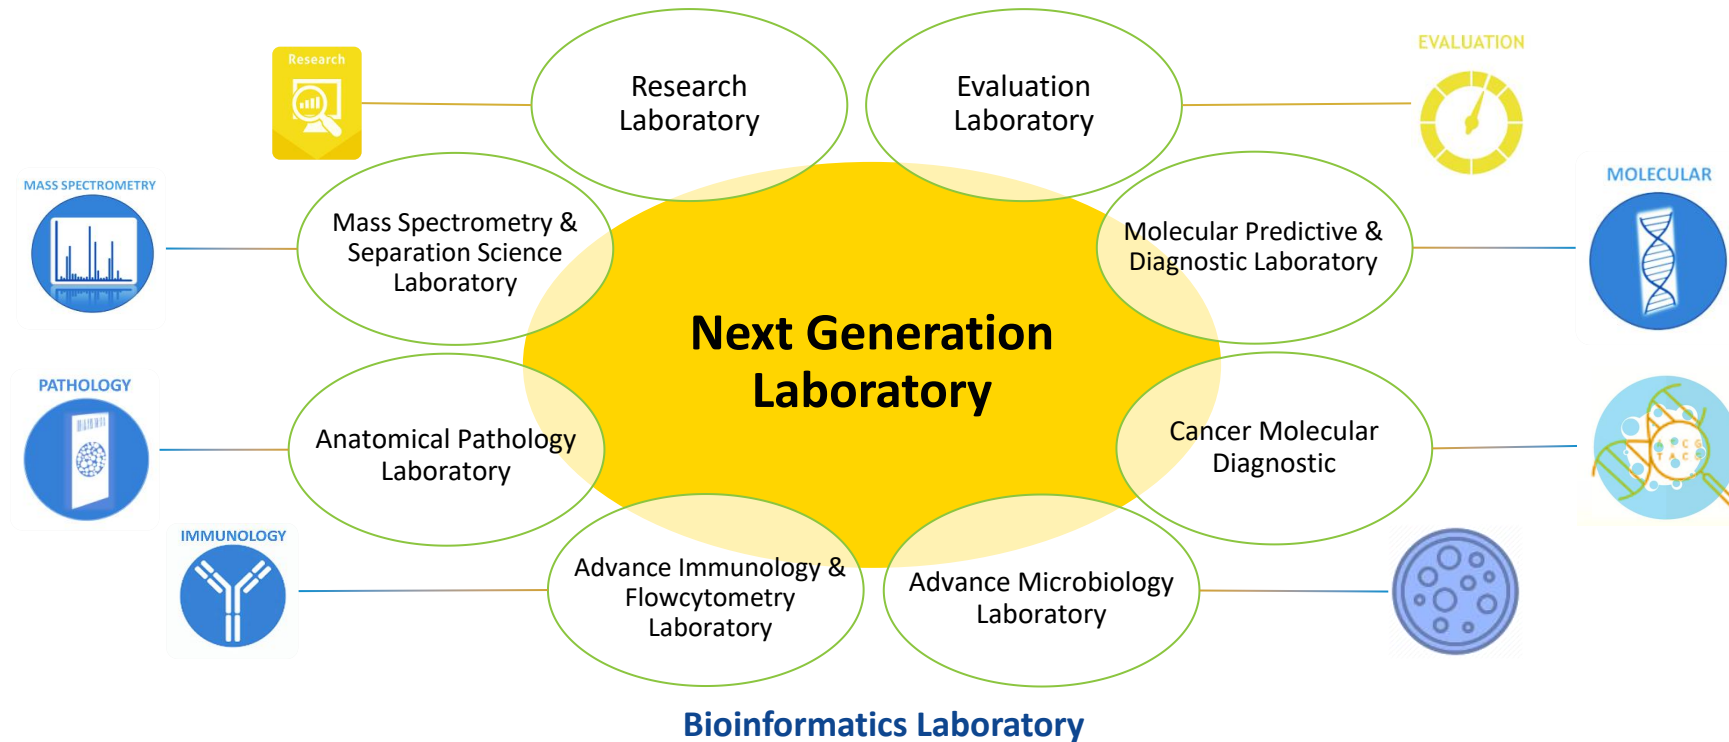 Research
Research
Laboratory
Evaluation
Laboratory
EVALUATION
MASS SPECTROMETRY
Mass Spectrometry &
Separation Science
Laboratory
Molecular Predictive &
Diagnostic Laboratory
MOLECULAR
Next Generation
Laboratory
PATHOLOGY
Anatomical Pathology
Laboratory
Cancer Molecular
Diagnostic
IMMUNOLOGY
Advance Immunology &
Flowcytometry
Laboratory
Advance Microbiology
Laboratory
Bioinformatics Laboratory